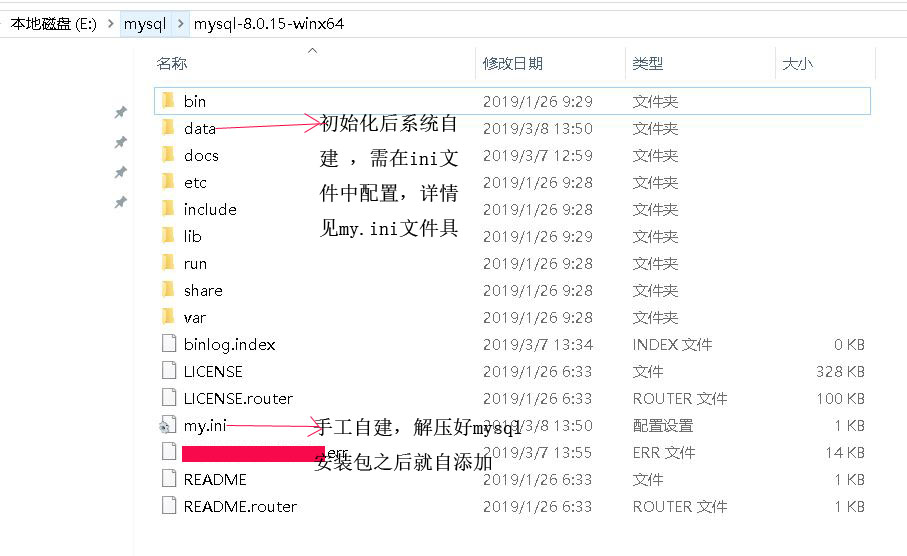 本地磁盘 (E:) > mysql > mysql-8.0.15-winx64
名称 修改日期 类型 大小
bin 2019/1/26 9:29 文件夹
data 2019/3/8 13:50 文件夹
初始化后系统自
建 ，需在ini文
件中配置，详情
见my.ini文件具
docs 2019/3/7 12:59 文件夹
etc 2019/1/26 9:28 文件夹
include 2019/1/26 9:28 文件夹
lib 2019/1/26 9:29 文件夹
run 2019/1/26 9:28 文件夹
share 2019/1/26 9:28 文件夹
var 2019/1/26 9:28 文件夹
binlog.index 2019/3/7 13:34 INDEX 文件 0 KB
LICENSE 2019/1/26 6:33 文件 328 KB
LICENSE.router 2019/1/26 6:33 ROUTER 文件 100 KB
my.ini 2019/3/8 13:50 配置设置 1 KB
手工自建，解压好mysql
安装包之后就自添加
.err 2019/3/7 13:55 ERR 文件 14 KB
README 2019/1/26 6:33 文件 1 KB
README.router 2019/1/26 6:33 ROUTER 文件 1 KB